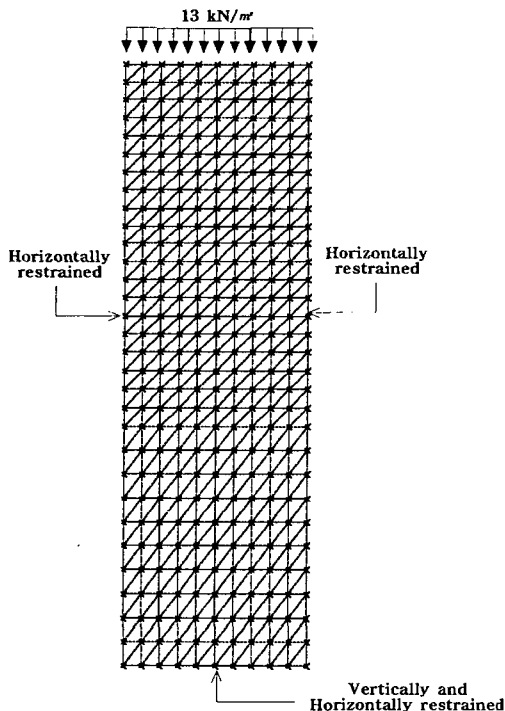 13 kN/㎡
Horizontally
restrained
Horizontally
restrained
Vertically and
Horizontally restrained